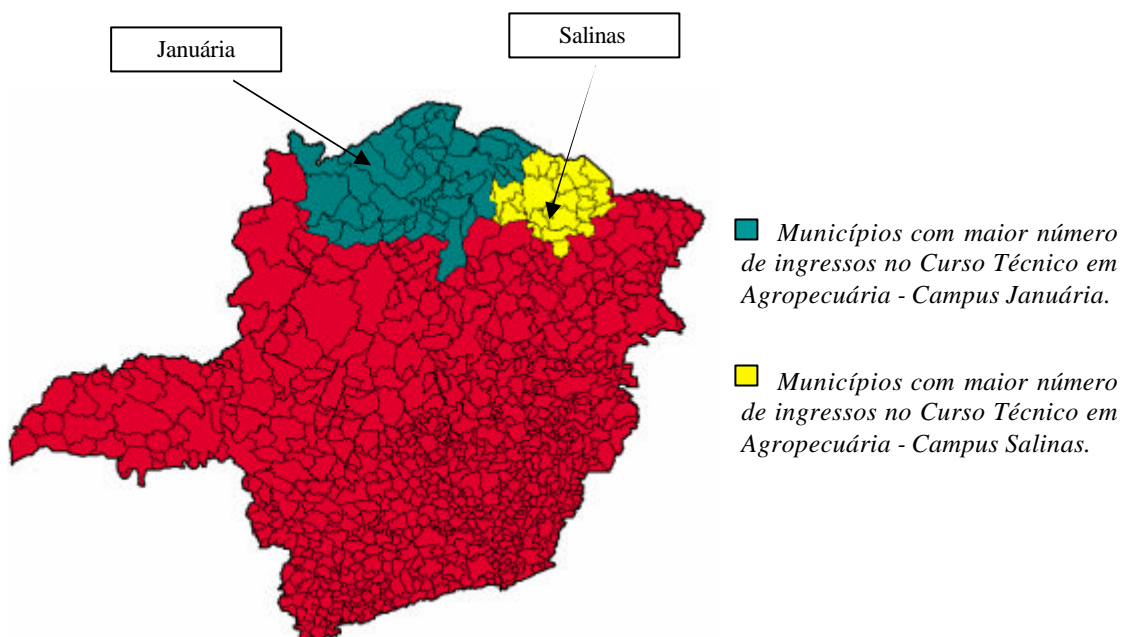 Januária
Salinas
Municípios com maior número
de ingressos no Curso Técnico em
Agropecuária - Campus Januária.
Municípios com maior número
de ingressos no Curso Técnico em
Agropecuária - Campus Salinas.